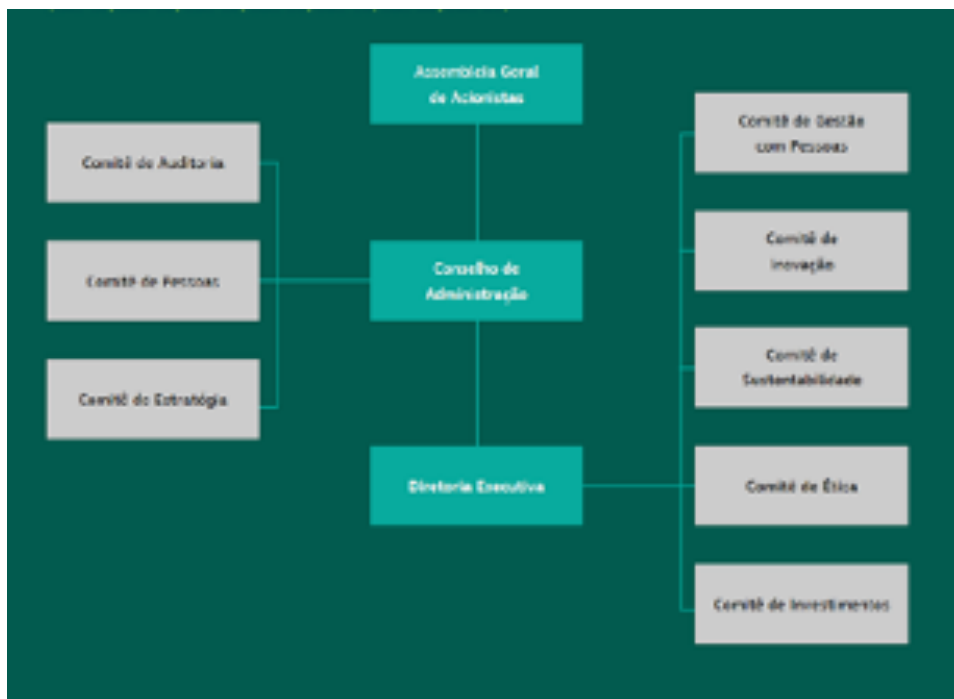 Assembleia Geral
de Acionistas
Comitê de Auditoria
Comitê de Pessoas
Comitê de Estratégia
Conselho de
Administração
Diretoria Executiva
Comitê de Gestão
com Pessoas
Comitê de
Inovação
Comitê de
Sustentabilidade
Comitê de Ética
Comitê de Investimentos